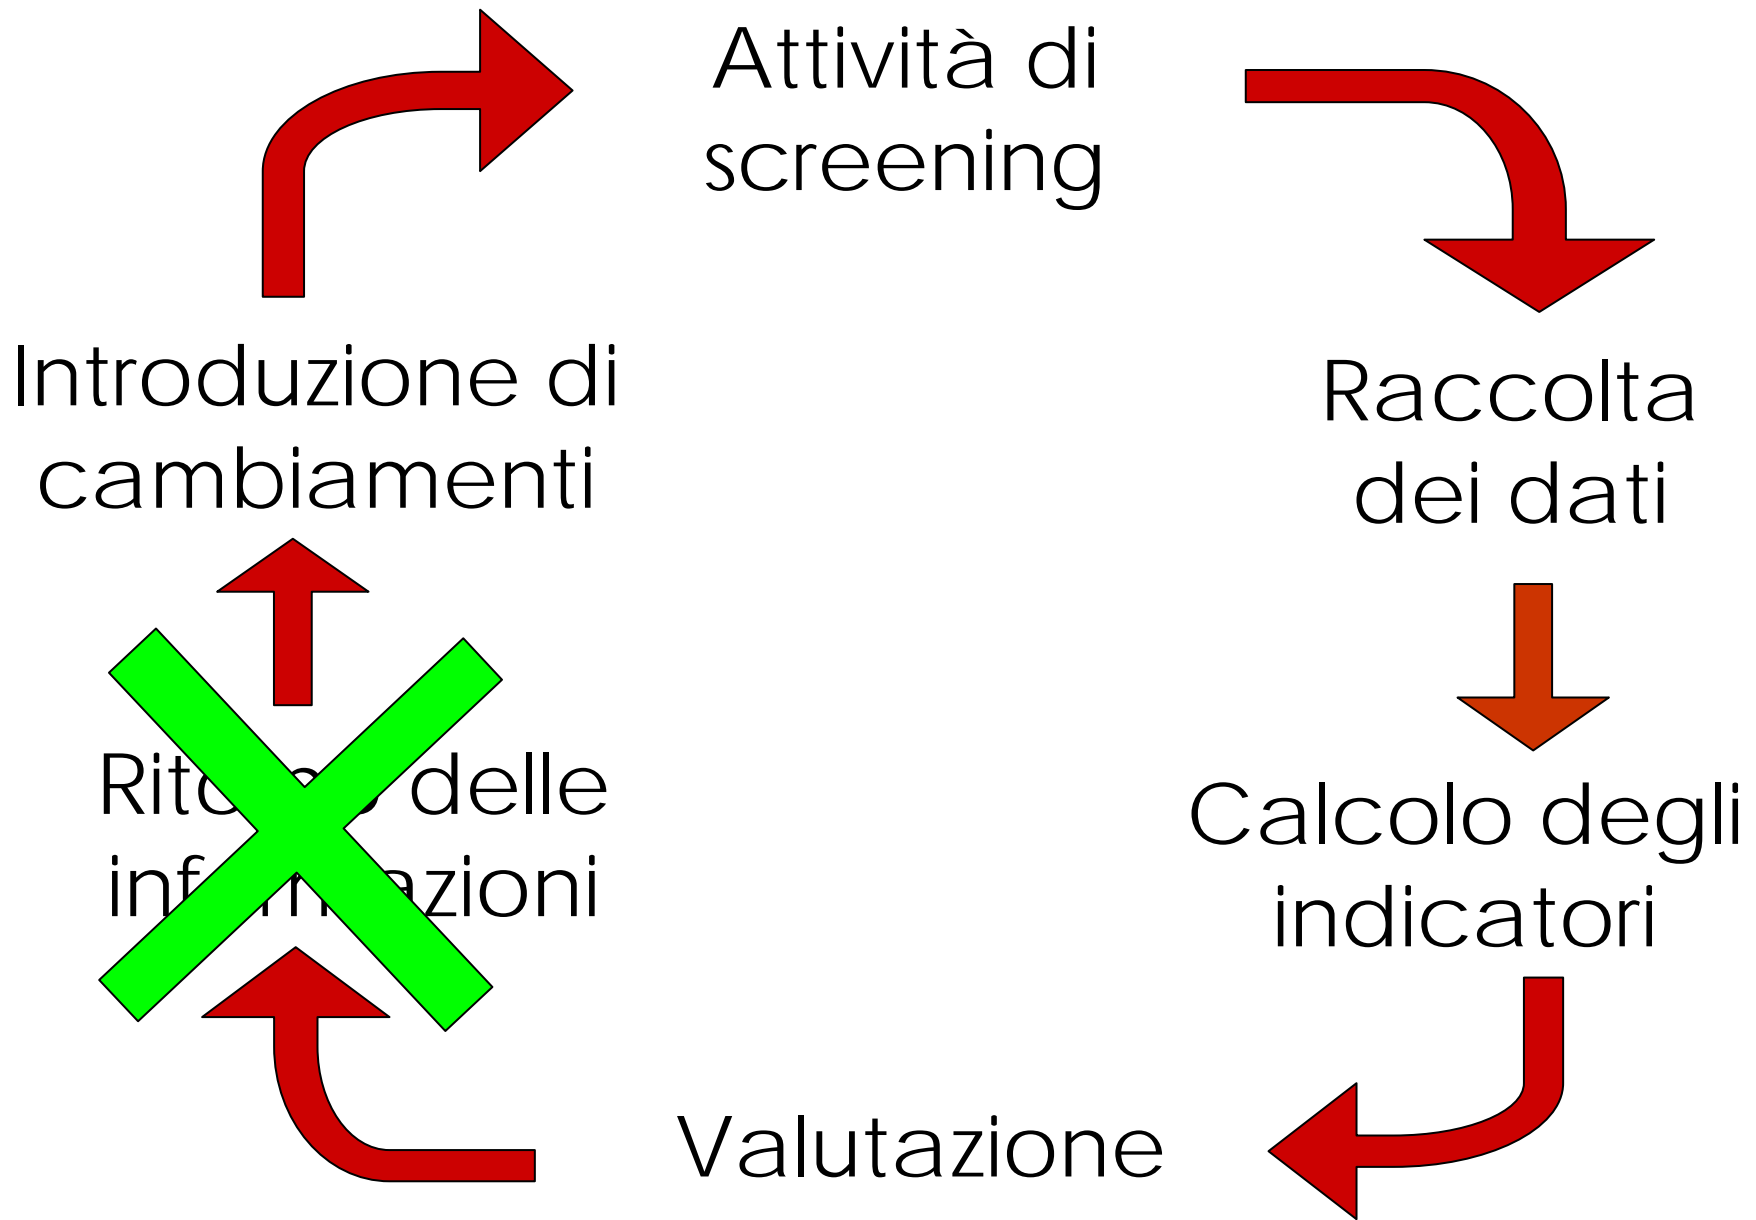 Attività di
screening
Raccolta
dei dati
Calcolo degli
indicatori
Valutazione
delle
Introduzione di
cambiamenti